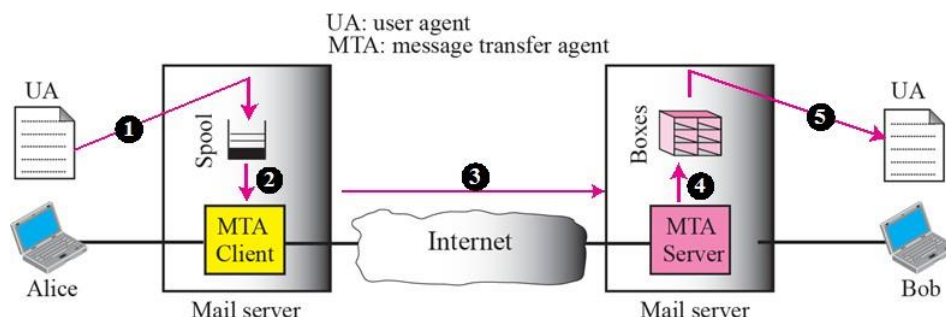 UA: user agent
MTA: message transfer agent
UA
1
Spool
2
MTA
Client
Alice
Mail server
3
Internet
Boxes
4
MTA
Server
Mail server
5
UA
Bob